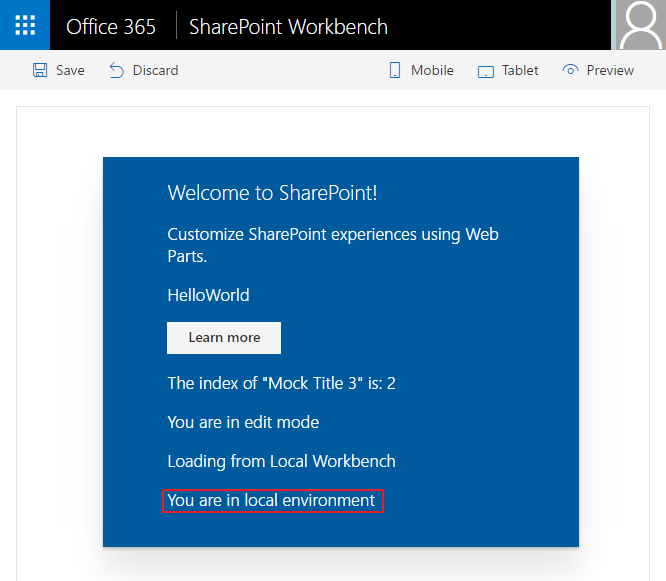 Office 365 SharePoint Workbench
Save Discard Mobile Tablet Preview
Welcome to SharePoint!
Customize SharePoint experiences using Web
Parts.
HelloWorld
Learn more
The index of "Mock Title 3" is: 2
You are in edit mode
Loading from Local Workbench
You are in local environment